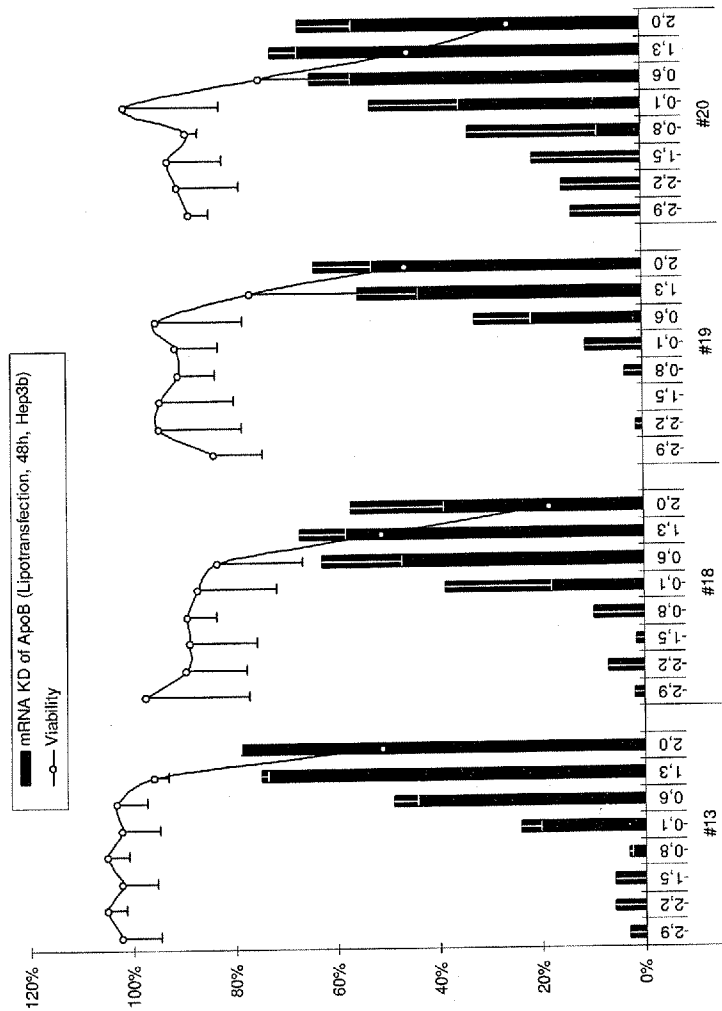 mRNA KD of ApoB (Lipotransfection, 48h, Hep3b)
Viability
120%
100%
80%
60%
40%
20%
0%
-2,9 -2,2 -1,5 -0,8 -0,1 0,6 1,3 2,0
#13
-2,9 -2,2 -1,5 -0,8 -0,1 0,6 1,3 2,0
#18
-2,9 -2,2 -1,5 -0,8 -0,1 0,6 1,3 2,0
#19
-2,9 -2,2 -1,5 -0,8 -0,1 0,6 1,3 2,0
#20